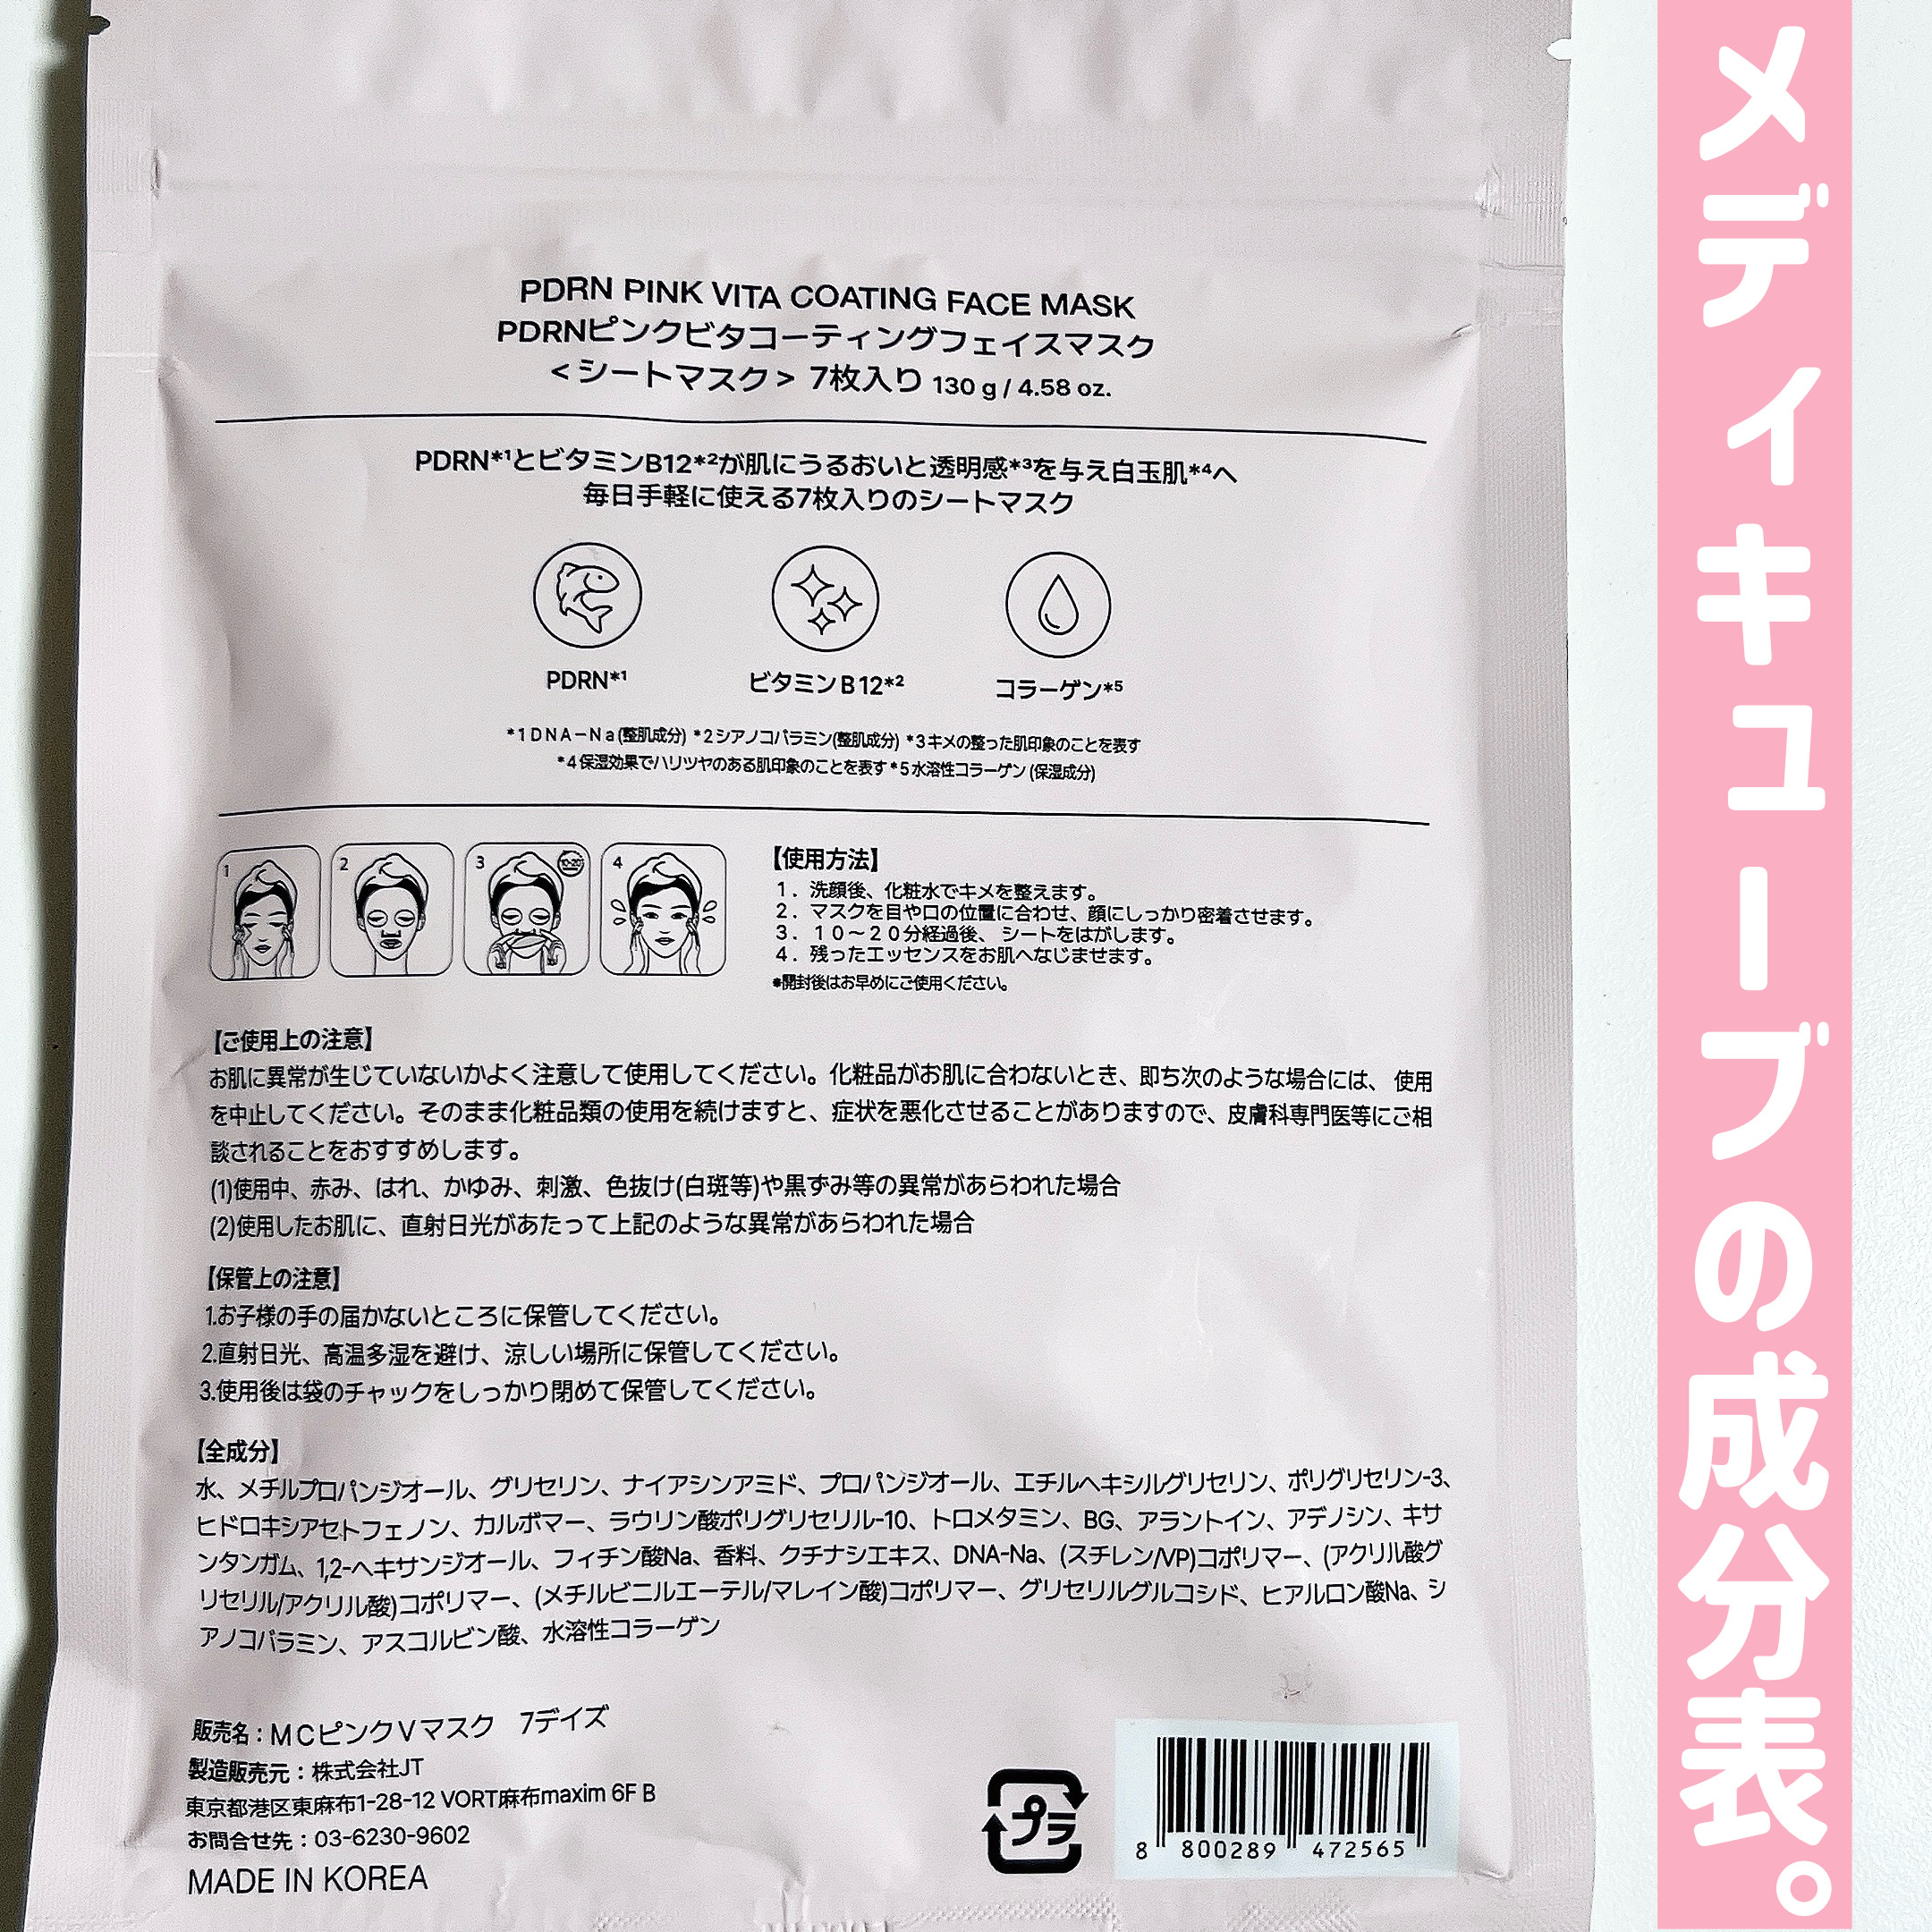 PDRN PINK VITA COATING FACE MASK
PDRNピンクビタコーティングフェイスマスク
<シートマスク> 7枚入り 130 g / 4.58 oz.
PDRN*¹とビタミンB12*²が肌にうるおいと透明感*³を与え白玉肌*⁴へ
毎日手軽に使える7枚入りのシートマスク
PDRN*¹
ビタミンB12*²
コラーゲン*⁵
*1DNA－Na(整肌成分) *2シアノコバラミン(整肌成分) *3キメの整った肌印象のことを表す
*4保湿効果でハリツヤのある肌印象のことを表す*5水溶性コラーゲン (保湿成分)
1
2
3
10-20
4
【使用方法】
1．洗顔後、化粧水でキメを整えます。
2．マスクを目や口の位置に合わせ、顔にしっかり密着させます。
3．10～20分経過後、シートをはがします。
4．残ったエッセンスをお肌へなじませます。
*開封後はお早めにご使用ください。
【ご使用上の注意】
お肌に異常が生じていないかよく注意して使用してください。化粧品がお肌に合わないとき、即ち次のような場合には、使用
を中止してください。そのまま化粧品類の使用を続けますと、症状を悪化させることがありますので、皮膚科専門医等にご相
談されることをおすすめします。
(1)使用中、赤み、はれ、かゆみ、刺激、色抜け(白斑等)や黒ずみ等の異常があらわれた場合
(2)使用したお肌に、直射日光があたって上記のような異常があらわれた場合
【保管上の注意】
1.お子様の手の届かないところに保管してください。
2.直射日光、高温多湿を避け、涼しい場所に保管してください。
3.使用後は袋のチャックをしっかり閉めて保管してください。
【全成分】
水、メチルプロパンジオール、グリセリン、ナイアシンアミド、プロパンジオール、エチルヘキシルグリセリン、ポリグリセリン-3、
ヒドロキシアセトフェノン、カルボマー、ラウリン酸ポリグリセリル-10、トロメタミン、BG、アラントイン、アデノシン、キサ
ンタンガム、1,2-ヘキサンジオール、フィチン酸Na、香料、クチナシエキス、DNA-Na、(スチレン/VP)コポリマー、(アクリル酸グ
リセリル/アクリル酸)コポリマー、(メチルビニルエーテル/マレイン酸)コポリマー、グリセリルグルコシド、ヒアルロン酸Na、シ
アノコバラミン、アスコルビン酸、水溶性コラーゲン
販売名：MCピンクVマスク 7デイズ
製造販売元：株式会社JT
東京都港区東麻布1-28-12 VORT麻布maxim 6F B
お問合せ先：03-6230-9602
MADE IN KOREA
プラ
8 800289 472565
メディキューブの成分表。